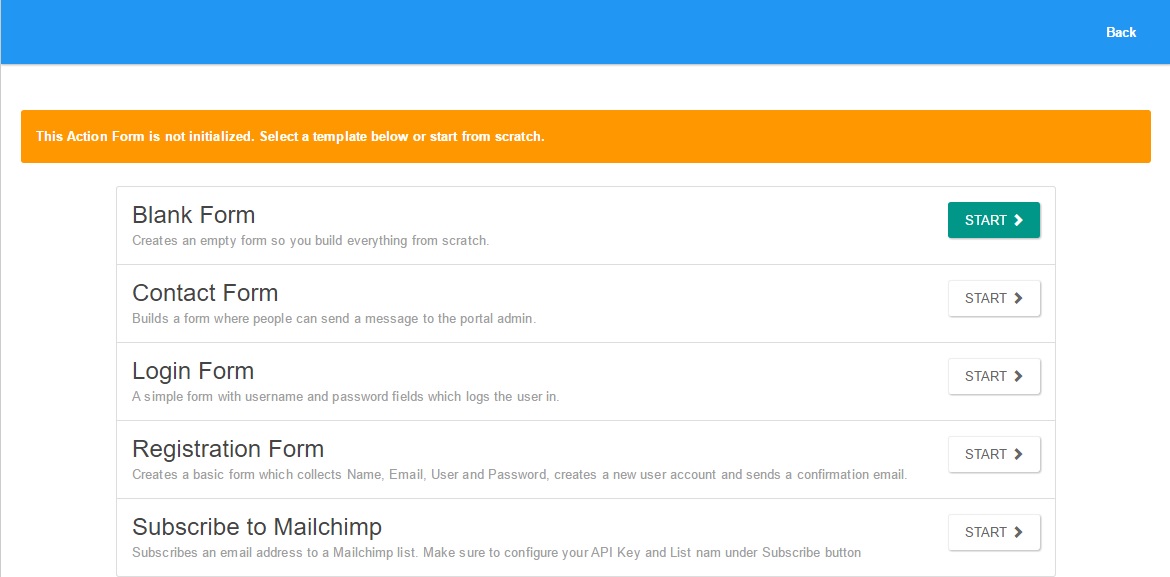 Back
This Action Form is not initialized. Select a template below or start from scratch.
Blank Form
START
Creates an empty form so you build everything from scratch.
Contact Form
START
Builds a form where people can send a message to the portal admin.
Login Form
START
A simple form with username and password fields which logs the user in.
Registration Form
START
Creates a basic form which collects Name, Email, User and Password, creates a new user account and sends a confirmation email.
Subscribe to Mailchimp
START
Subscribes an email address to a Mailchimp list. Make sure to configure your API Key and List nam under Subscribe button